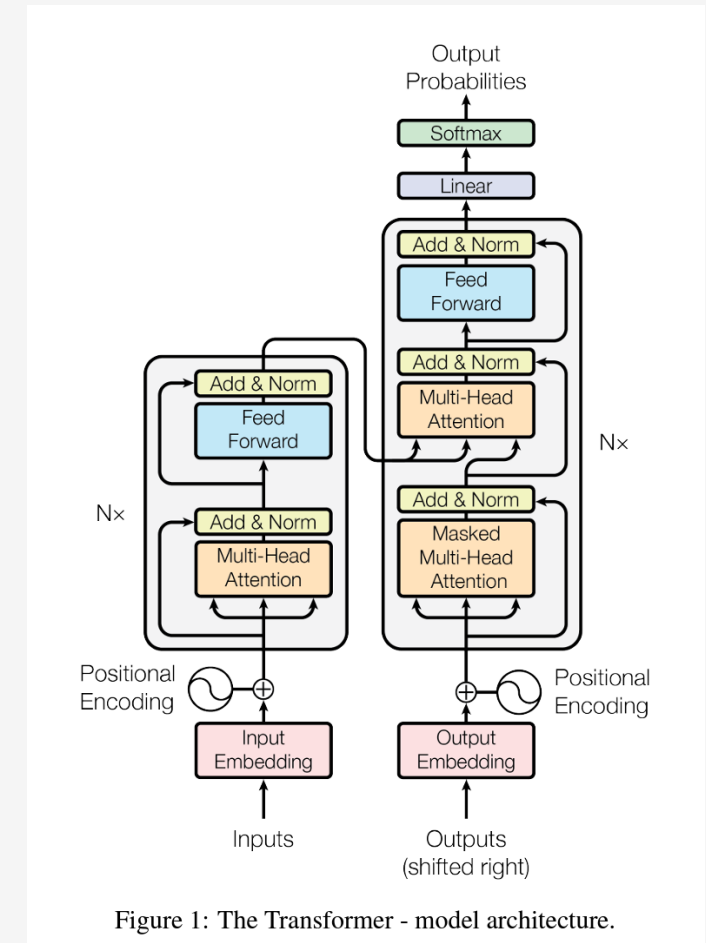 Output
Probabilities
Softmax
Linear
Add & Norm
Feed
Forward
Add & Norm
Multi-Head
Attention
Add & Norm
Masked
Multi-Head
Attention
N×
Add & Norm
Feed
Forward
Add & Norm
Multi-Head
Attention
N×
Positional
Encoding
Positional
Encoding
Input
Embedding
Output
Embedding
Inputs
Outputs
(shifted right)
Figure 1: The Transformer - model architecture.